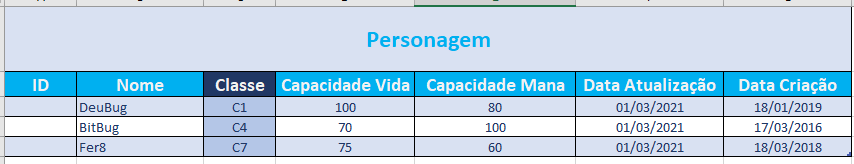 Personagem
ID Nome Classe Capacidade Vida Capacidade Mana Data Atualização Data Criação
DeuBug C1 100 80 01/03/2021 18/01/2019
BitBug C4 70 100 01/03/2021 17/03/2016
Fer8 C7 75 60 01/03/2021 18/03/2018